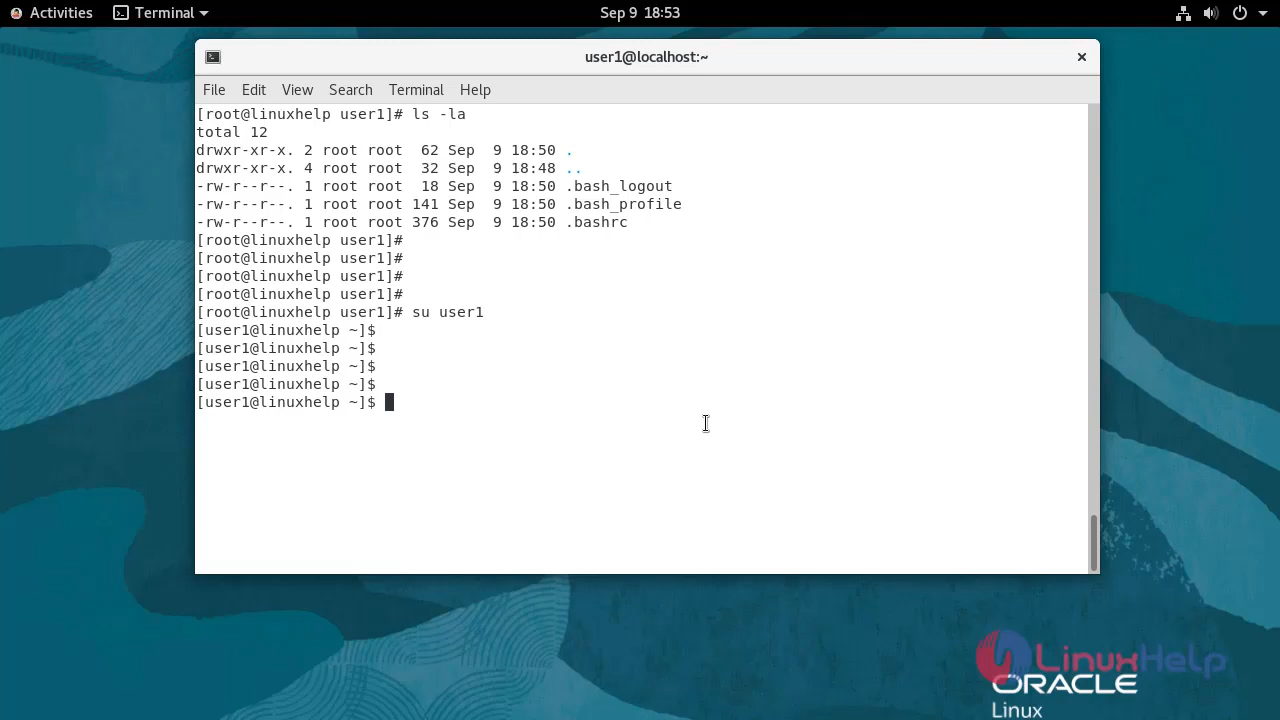 Activities Terminal Sep 9 18:53
user1@localhost:~
File Edit View Search Terminal Help
[root@linuxhelp user1]# ls -la
total 12
drwxr-xr-x. 2 root root  62 Sep  9 18:50 .
drwxr-xr-x. 4 root root  32 Sep  9 18:48 ..
-rw-r--r--. 1 root root  18 Sep  9 18:50 .bash_logout
-rw-r--r--. 1 root root 141 Sep  9 18:50 .bash_profile
-rw-r--r--. 1 root root 376 Sep  9 18:50 .bashrc
[root@linuxhelp user1]#
[root@linuxhelp user1]#
[root@linuxhelp user1]#
[root@linuxhelp user1]#
[root@linuxhelp user1]# su user1
[user1@linuxhelp ~]$
[user1@linuxhelp ~]$
[user1@linuxhelp ~]$
[user1@linuxhelp ~]$
[user1@linuxhelp ~]$
LinuxHelp
ORACLE
Linux